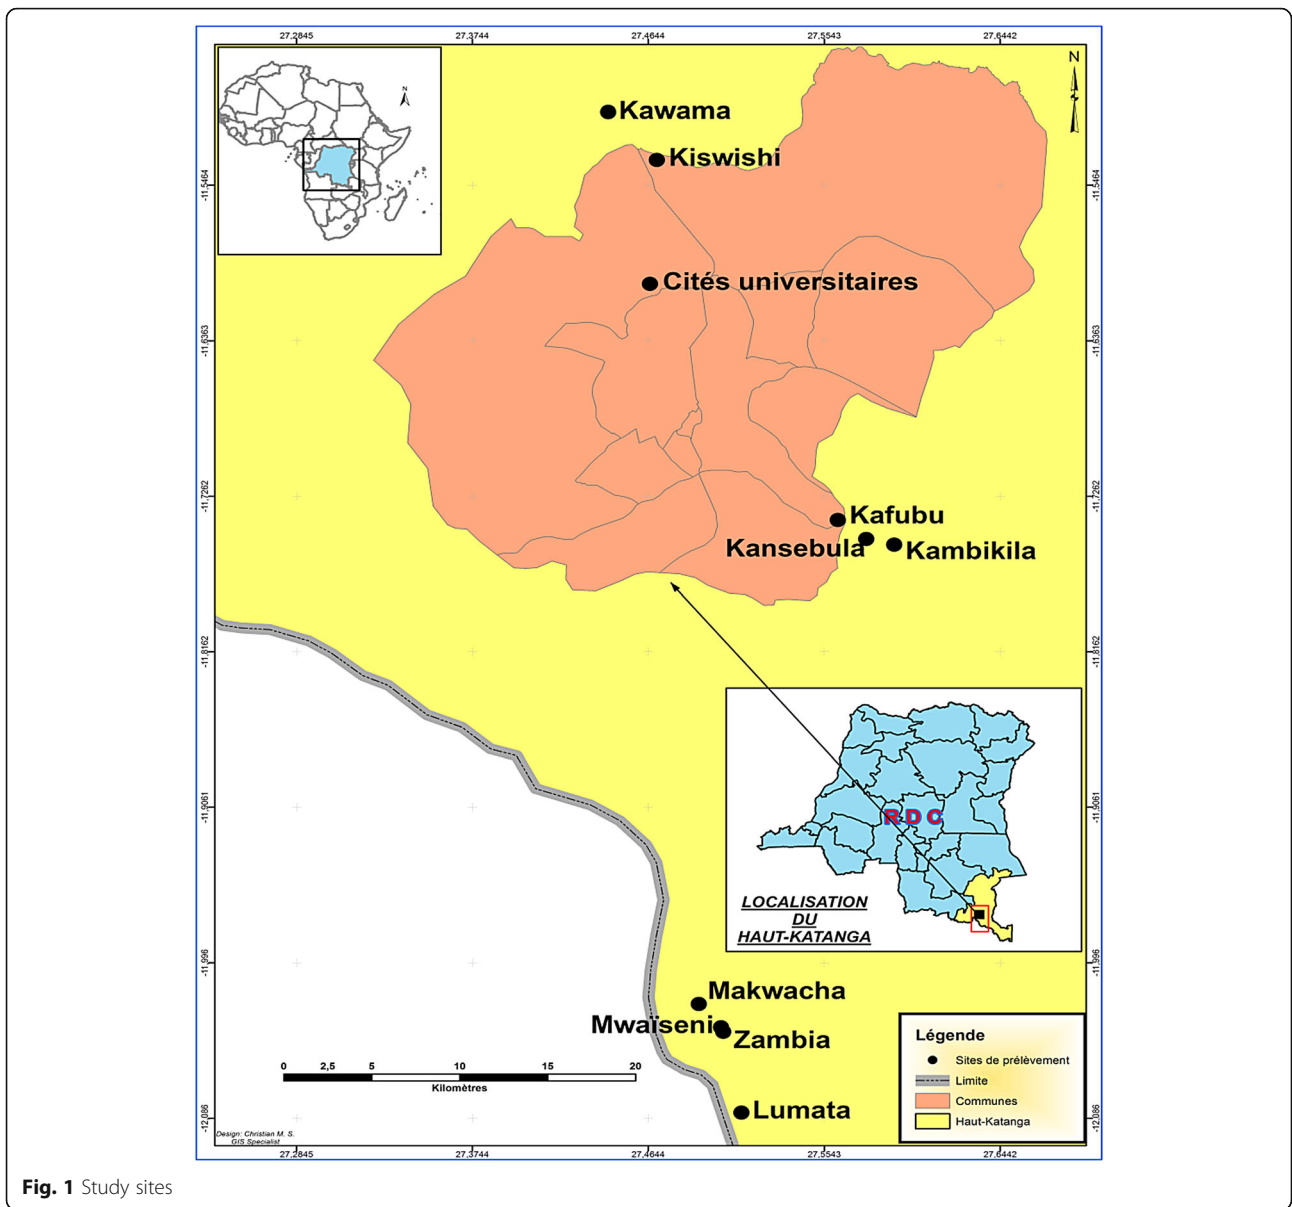 27.2845 27.3744 27.4644 27.5543 27.6442
N
N
Kawama
Kiswishi
-11.5464 -11.5464
Cités universitaires
-11.6363 -11.6363
-11.7262 -11.7262
Kafubu
Kansebula
Kambikila
-11.8162 -11.8162
-11.9061 -11.9061
R D C
LOCALISATION
DU
HAUT-KATANGA
-11.996 -11.996
Makwacha
Mwaïseni
Zambia
Lumata
0 2,5 5 10 15 20
Kilomètres
Légende
Sites de prélèvement
Limite
Communes
Haut-Katanga
-12.086 -12.086
Design: Christian M. S.
GIS Specialist
27.2845 27.3744 27.4644 27.5543 27.6442
Fig. 1 Study sites